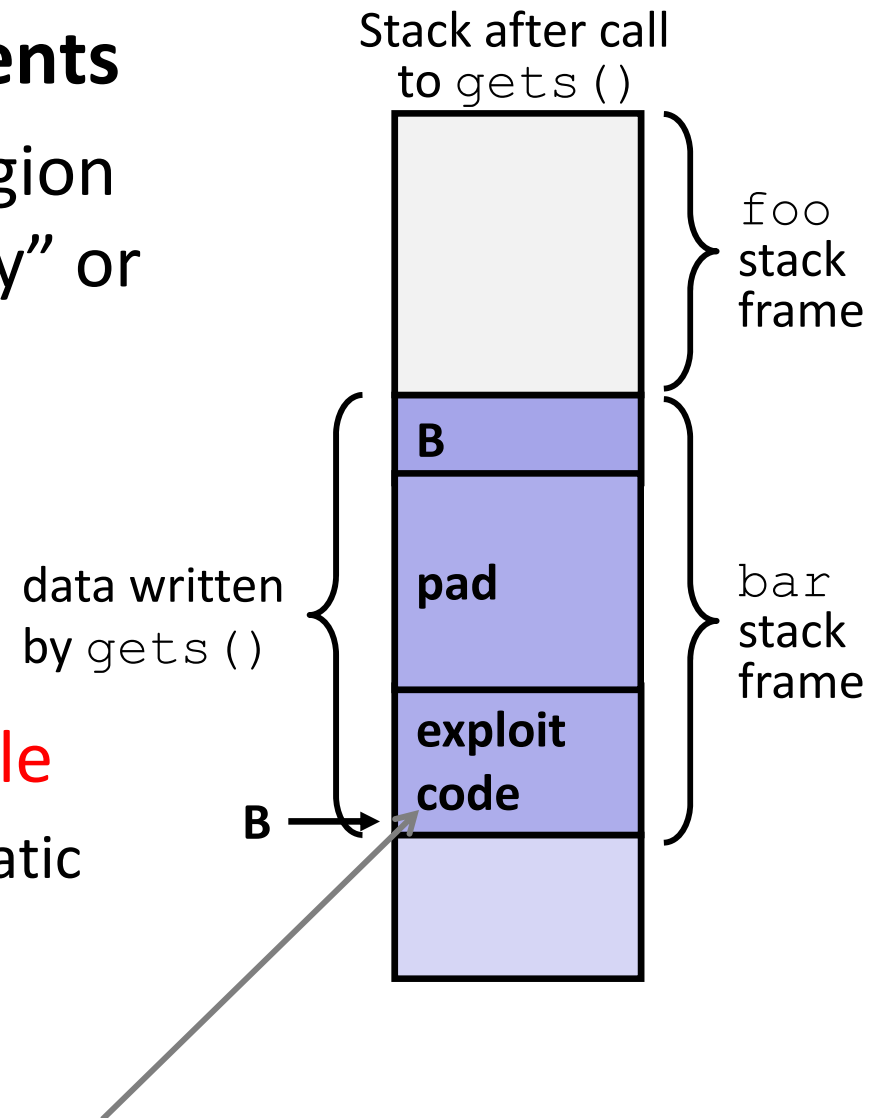 ents
gion
y” or
le
atic
Stack after call
to gets()
foo
stack
frame
B
pad
data written
by gets()
bar
stack
frame
exploit
code
B